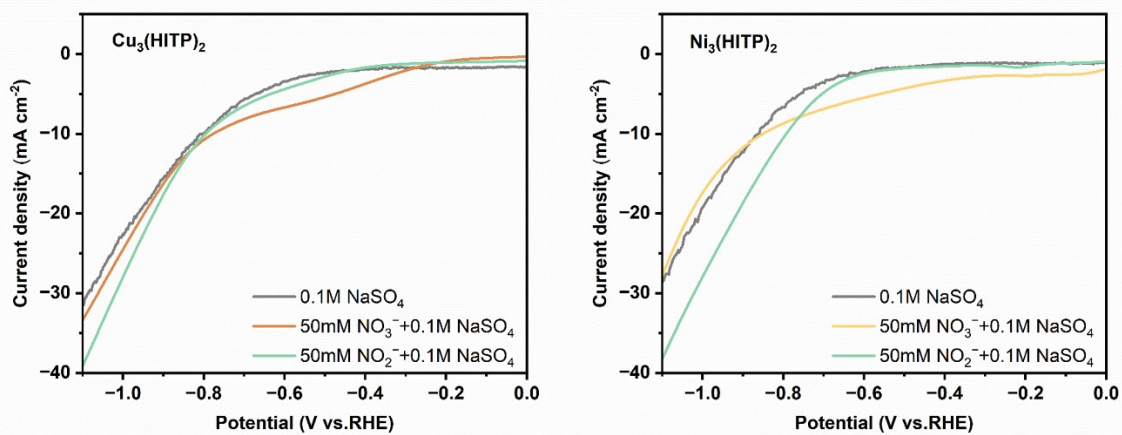 Cu₃(HITP)₂
Current density (mA cm⁻²)
0
−10
−20
−30
−40
0.1M NaSO₄
50mM NO₃⁻+0.1M NaSO₄
50mM NO₂⁻+0.1M NaSO₄
−1.0
−0.8
−0.6
−0.4
−0.2
0.0
Potential (V vs.RHE)
Ni₃(HITP)₂
Current density (mA cm⁻²)
0
−10
−20
−30
−40
0.1M NaSO₄
50mM NO₃⁻+0.1M NaSO₄
50mM NO₂⁻+0.1M NaSO₄
−1.0
−0.8
−0.6
−0.4
−0.2
0.0
Potential (V vs.RHE)